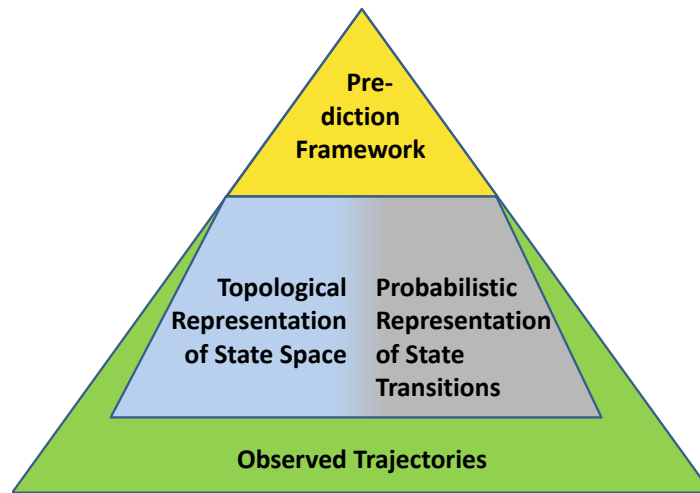 Pre-
diction
Framework
Topological
Representation
of State Space
Probabilistic
Representation
of State
Transitions
Observed Trajectories